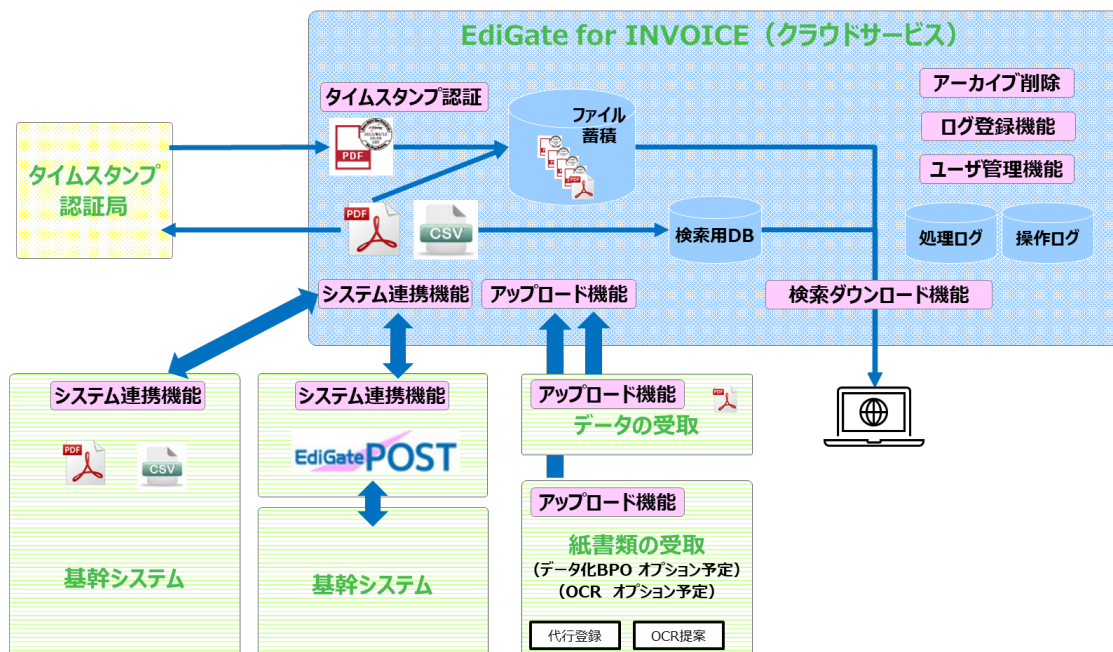 EdiGate for INVOICE（クラウドサービス）
タイムスタンプ認証
ファイル
蓄積
アーカイブ削除
ログ登録機能
ユーザ管理機能
タイムスタンプ
認証局
PDF
PDF
CSV
検索用DB
処理ログ
操作ログ
システム連携機能
アップロード機能
検索ダウンロード機能
システム連携機能
PDF
CSV
基幹システム
システム連携機能
EdiGate POST
基幹システム
アップロード機能
データの受取
アップロード機能
紙書類の受取
（データ化BPO オプション予定）
（OCR オプション予定）
代行登録
OCR提案